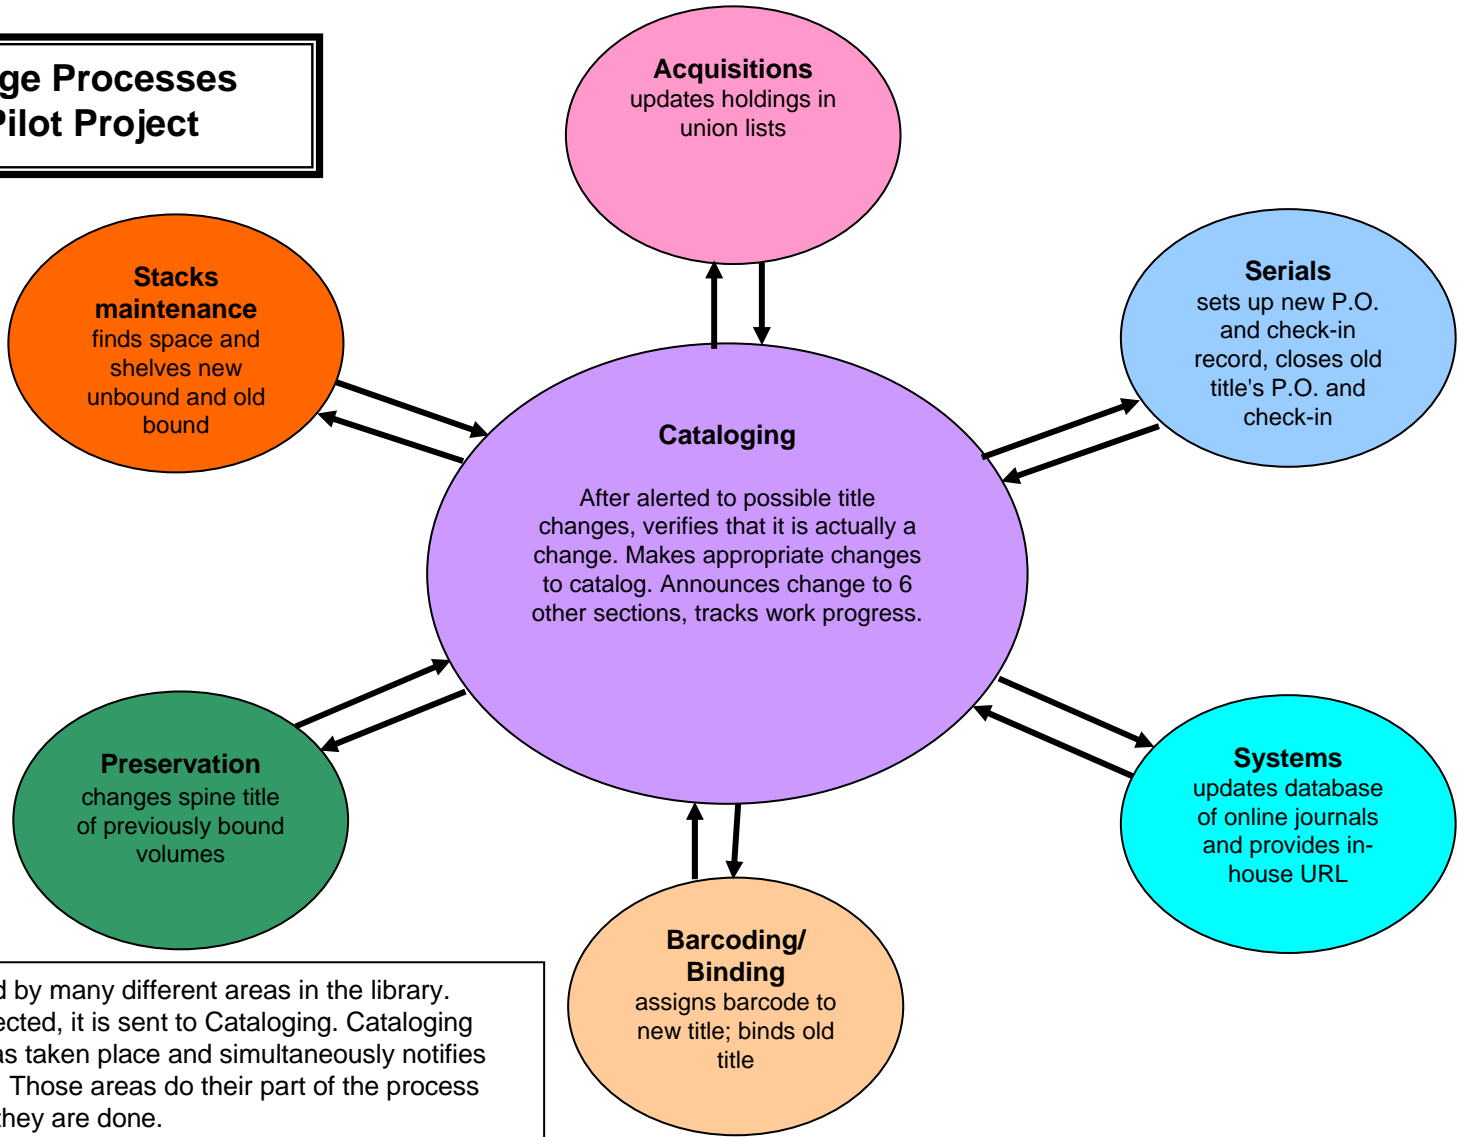 ge Processes
Pilot Project
Acquisitions
updates holdings in
union lists
Stacks
maintenance
finds space and
shelves new
unbound and old
bound
Serials
sets up new P.O.
and check-in
record, closes old
title's P.O. and
check-in
Cataloging
After alerted to possible title
changes, verifies that it is actually a
change. Makes appropriate changes
to catalog. Announces change to 6
other sections, tracks work progress.
Preservation
changes spine title
of previously bound
volumes
Systems
updates database
of online journals
and provides in-
house URL
Barcoding/
Binding
assigns barcode to
new title; binds old
title
d by many different areas in the library.
ected, it is sent to Cataloging. Cataloging
as taken place and simultaneously notifies
. Those areas do their part of the process
they are done.